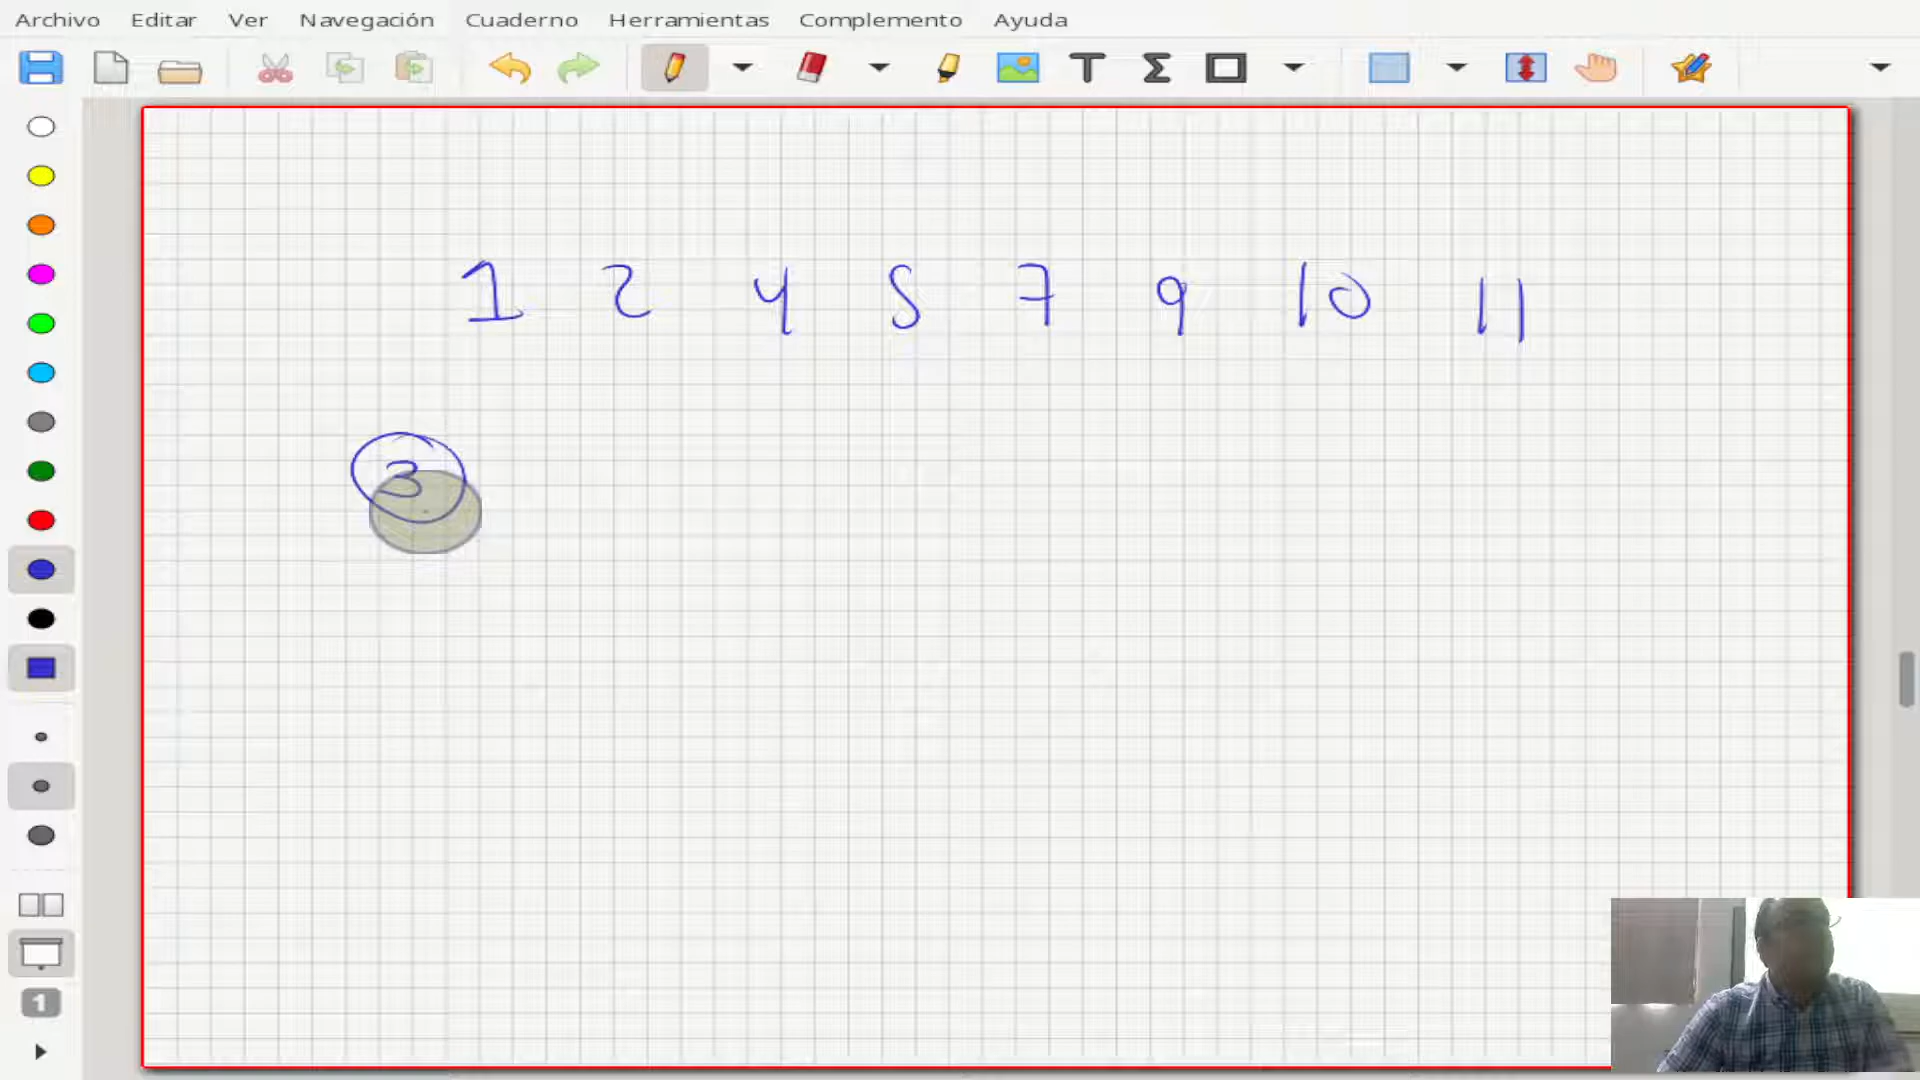 Archivo Editar Ver Navegación Cuaderno Herramientas Complemento Ayuda
1 2 4 5 7 9 10 11
3
1